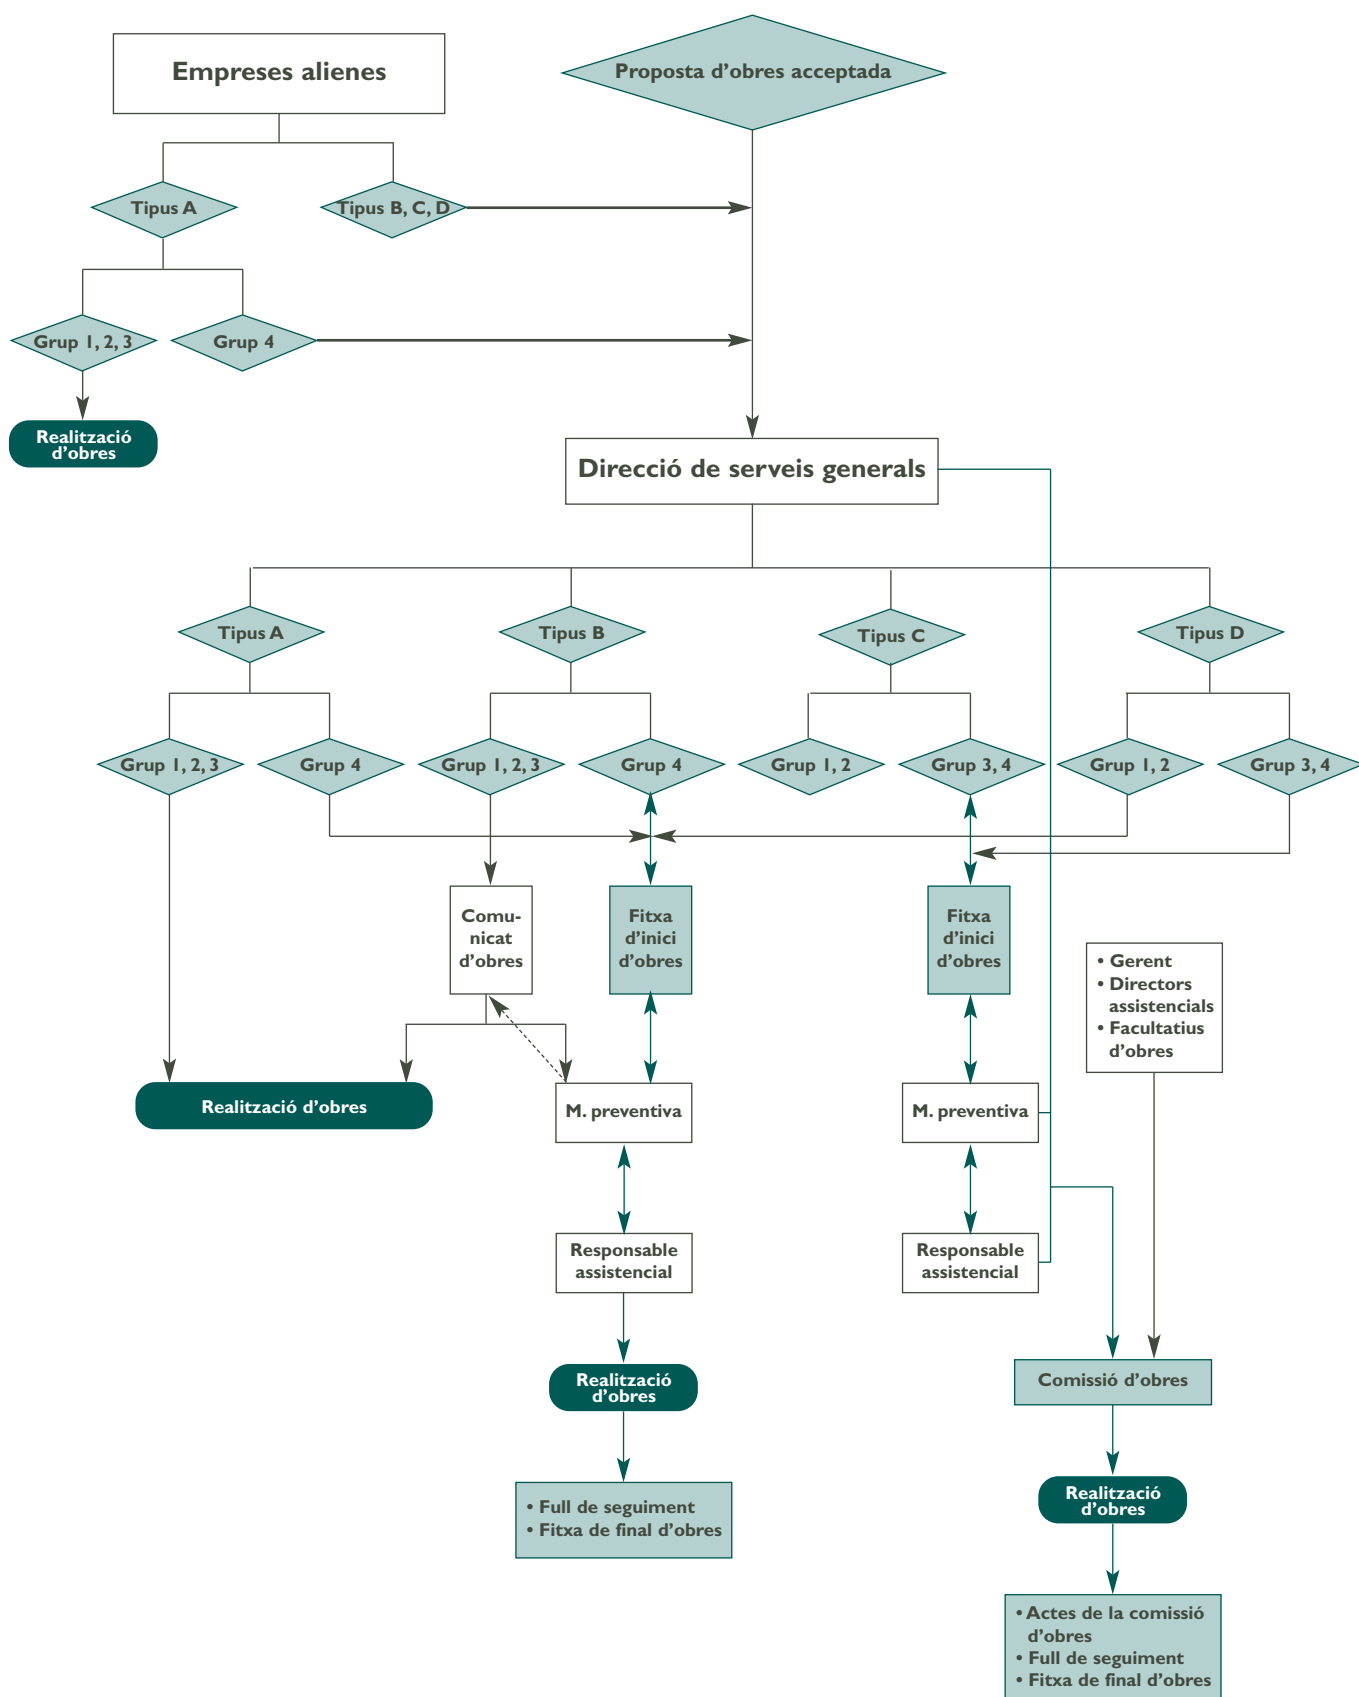 Empreses alienes
Proposta d'obres acceptada
Tipus A
Tipus B, C, D
Grup 1, 2, 3
Grup 4
Realització
d'obres
Direcció de serveis generals
Tipus A
Tipus B
Tipus C
Tipus D
Grup 1, 2, 3
Grup 4
Grup 1, 2, 3
Grup 4
Grup 1, 2
Grup 3, 4
Grup 1, 2
Grup 3, 4
Comu-
nicat
d'obres
Fitxa
d'inici
d'obres
Fitxa
d'inici
d'obres
• Gerent
• Directors
assistencials
• Facultatius
d'obres
Realització d'obres
M. preventiva
M. preventiva
Responsable
assistencial
Responsable
assistencial
Realització
d'obres
Comissió d'obres
• Full de seguiment
• Fitxa de final d'obres
Realització
d'obres
• Actes de la comissió
d'obres
• Full de seguiment
• Fitxa de final d'obres